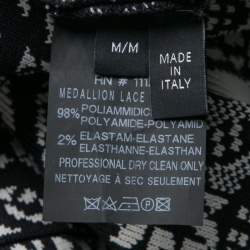 M/M
MADE
IN
ITALY
RN # 111
MEDALLION LACE
98% POLIAMMIDIC
POLYAMIDE-POLYAMID
2% ELASTAM-ELASTANE
ELASTHANNE-ELASTHAN
PROFESSIONAL DRY CLEAN ONLY
NETTOYAGE A SEC SEULEMENT